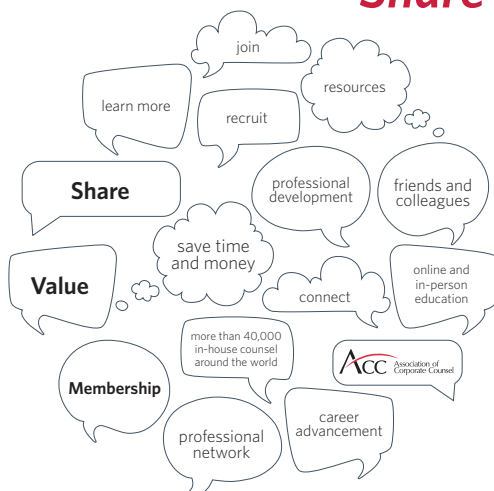 Share
join
resources
learn more
recruit
Share
professional
development
friends and
colleagues
save time
and money
Value
online and
in-person
education
connect
more than 40,000
in-house counsel
around the world
ACC Association of
Corporate Counsel
Membership
career
advancement
professional
network